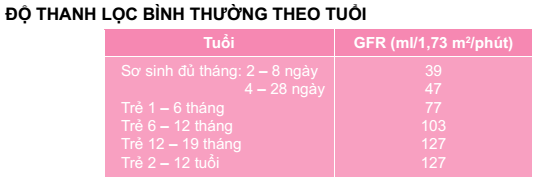 ĐỘ THANH LỌC BÌNH THƯỜNG THEO TUỔI
Tuổi GFR (ml/1,73 m²/phút)
Sơ sinh đủ tháng: 2 – 8 ngày 39
4 – 28 ngày 47
Trẻ 1 – 6 tháng 77
Trẻ 6 – 12 tháng 103
Trẻ 12 – 19 tháng 127
Trẻ 2 – 12 tuổi 127